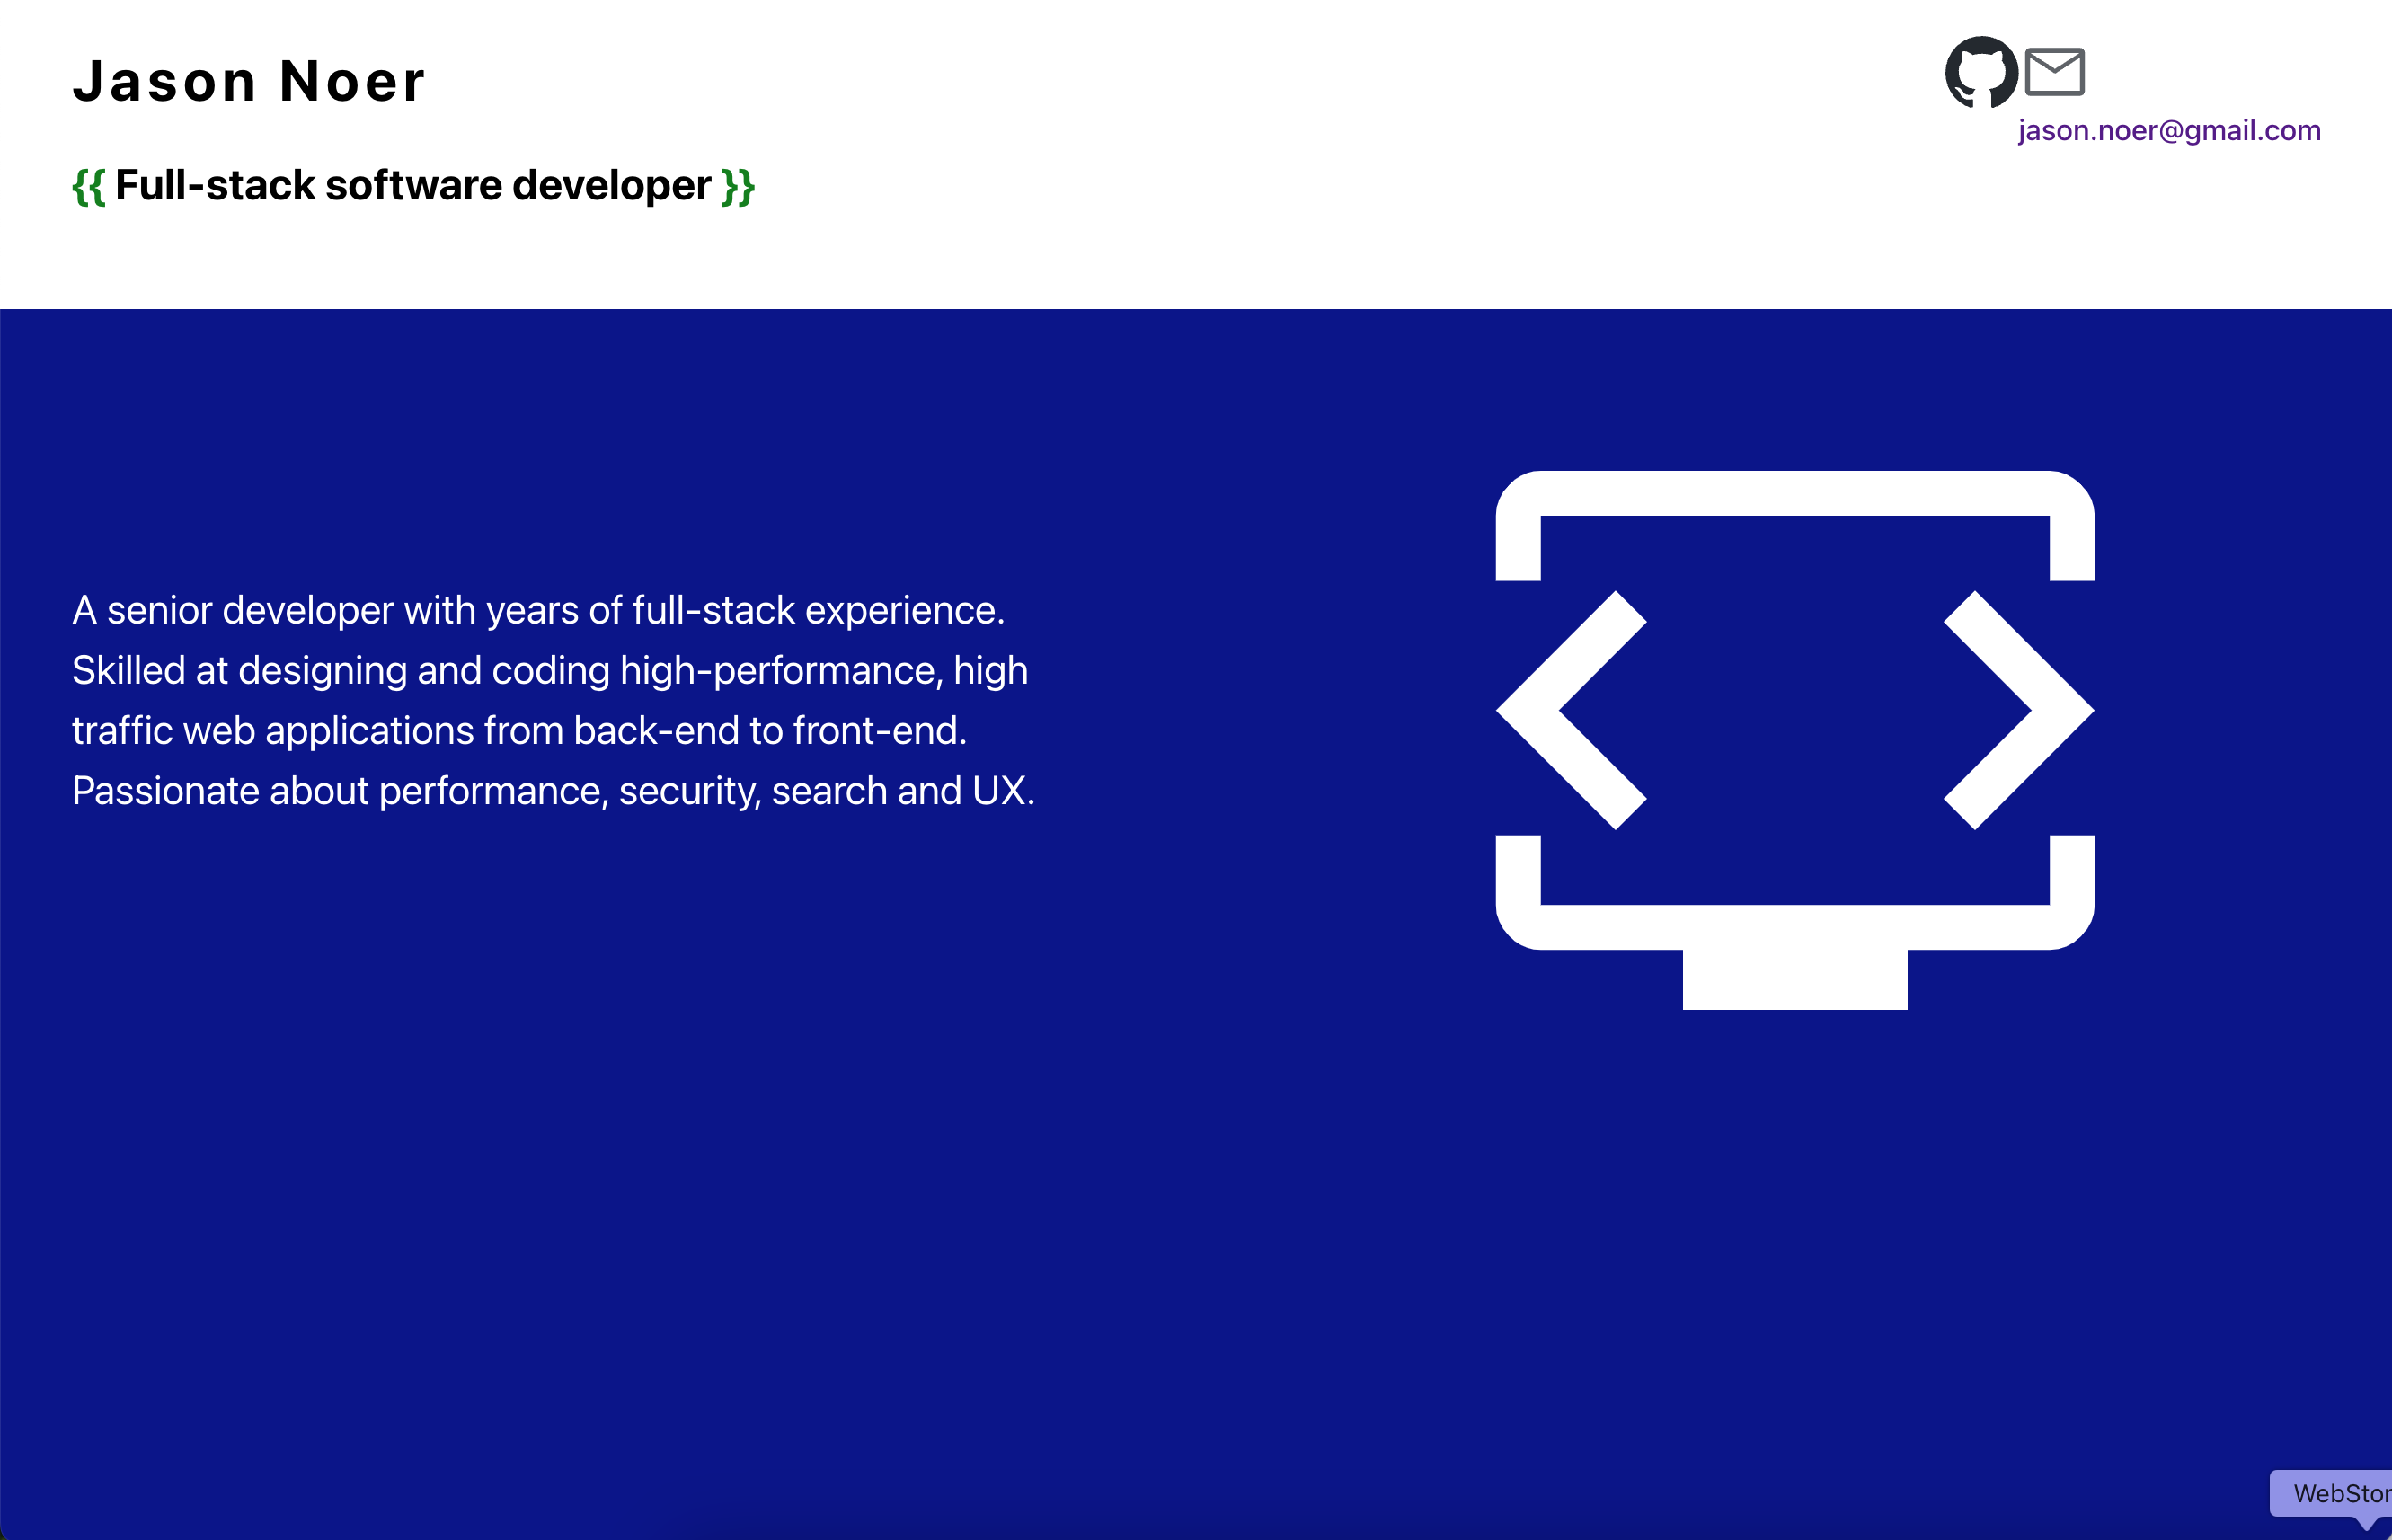 Jason Noer
jason.noer@gmail.com
{{ Full-stack software developer }}
A senior developer with years of full-stack experience.
Skilled at designing and coding high-performance, high
traffic web applications from back-end to front-end.
Passionate about performance, security, search and UX.
WebStor